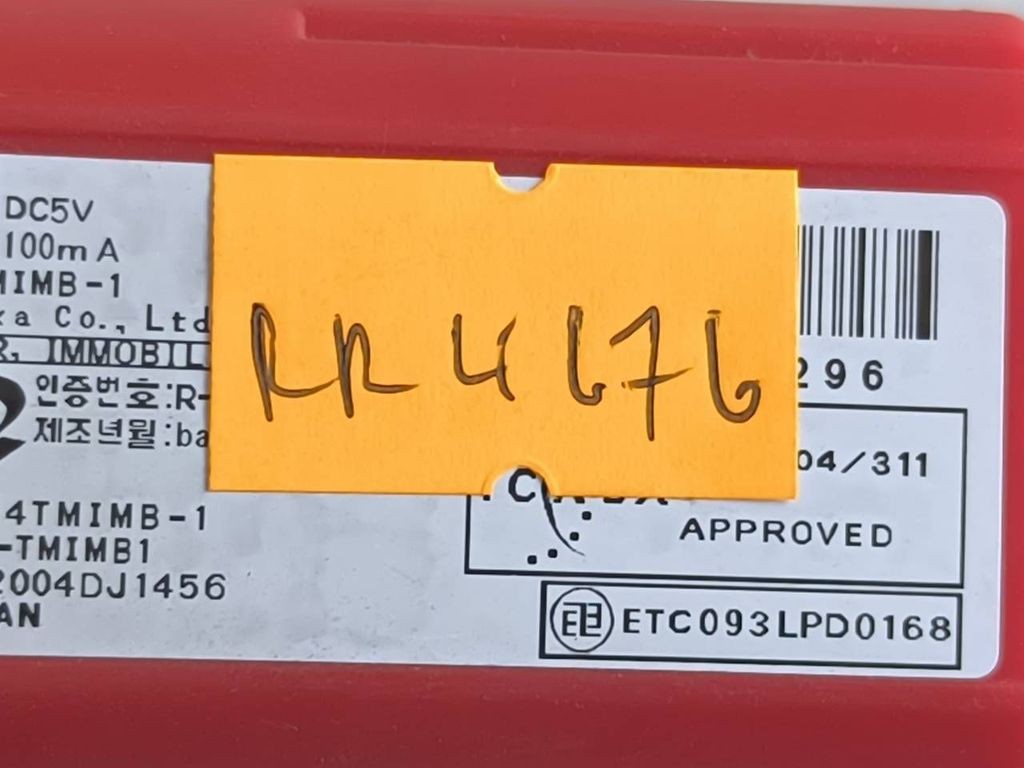 DC5V
100mA
MIMB-1
ka Co., Ltd
R, IMMOBIL
인증번호:R-
제조년월:ba
4TMIMB-1
-TMIMB1
2004DJ1456
AN
RR4676
296
04/311
APPROVED
ETC093LPD0168